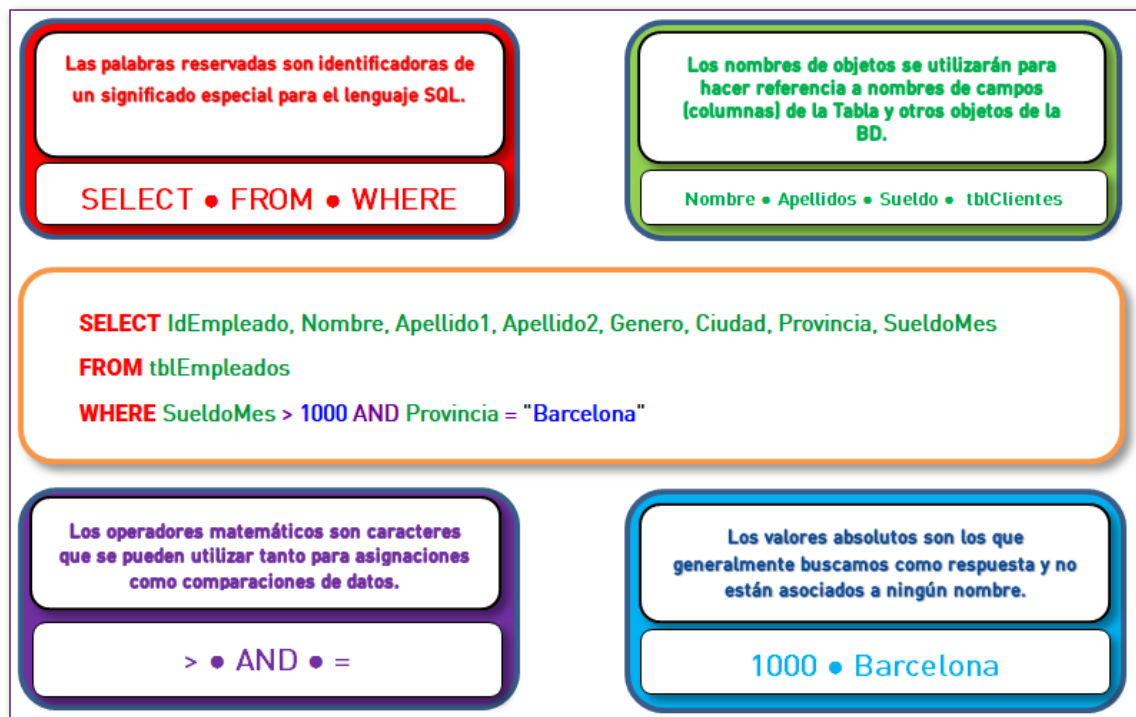 Las palabras reservadas son identificadoras de
un significado especial para el lenguaje SQL.
SELECT ● FROM ● WHERE
Los nombres de objetos se utilizarán para
hacer referencia a nombres de campos
(columnas) de la Tabla y otros objetos de la
BD.
Nombre ● Apellidos ● Sueldo ● tblClientes
SELECT IdEmpleado, Nombre, Apellido1, Apellido2, Genero, Ciudad, Provincia, SueldoMes
FROM tblEmpleados
WHERE SueldoMes > 1000 AND Provincia = "Barcelona"
Los operadores matemáticos son caracteres
que se pueden utilizar tanto para asignaciones
como comparaciones de datos.
> ● AND ● =
Los valores absolutos son los que
generalmente buscamos como respuesta y no
están asociados a ningún nombre.
1000 ● Barcelona